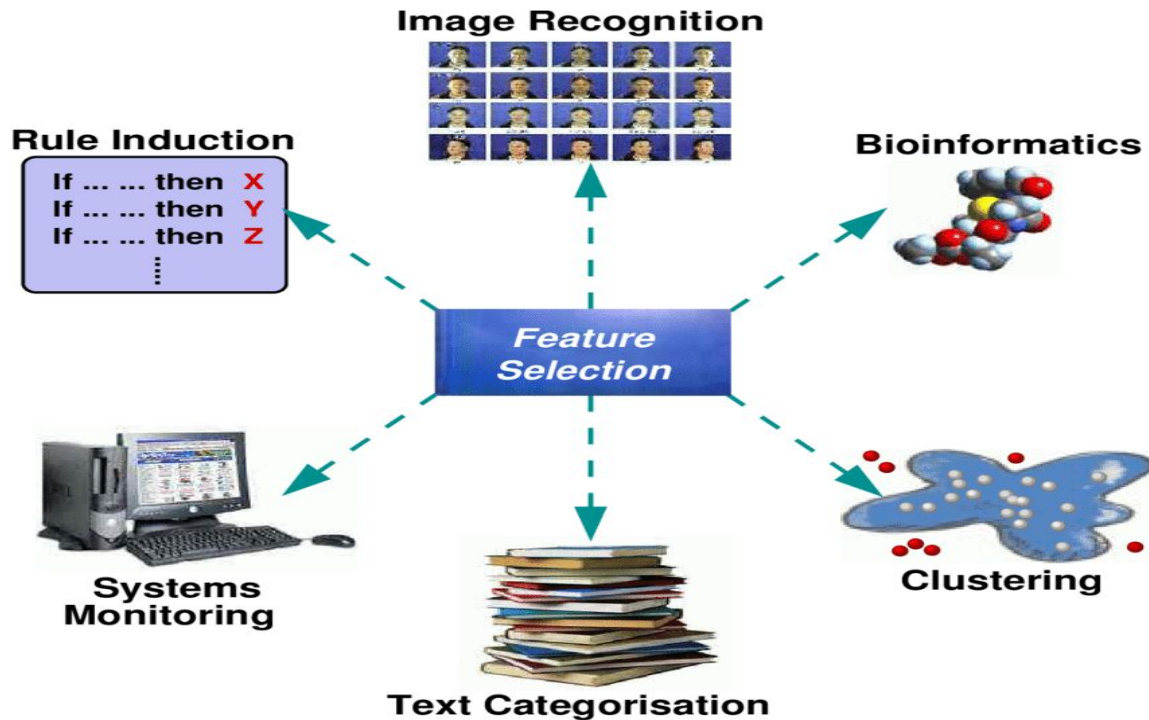 Image Recognition
Rule Induction
If ... ... then X
If ... ... then Y
If ... ... then Z
Bioinformatics
Feature
Selection
Systems
Monitoring
Clustering
Text Categorisation